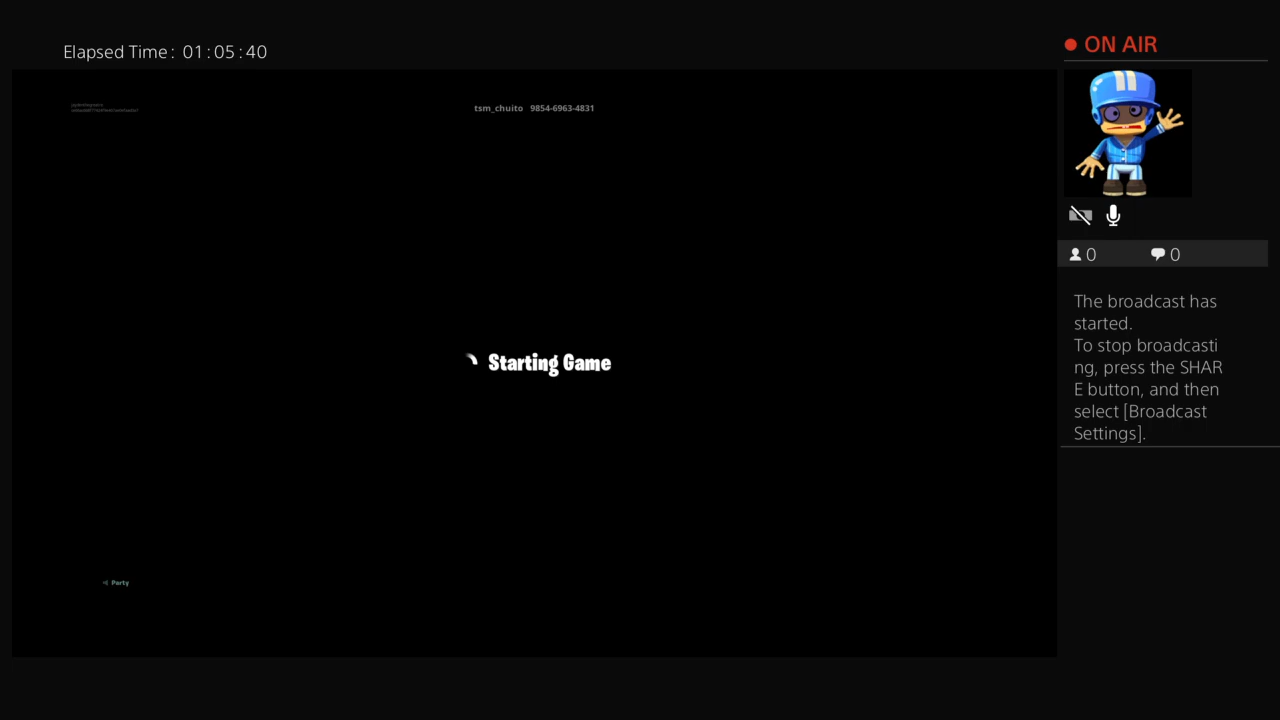 Elapsed Time: 01:05:40
ON AIR
tsm_chuito 9854-6963-4831
0 0
The broadcast has
started.
To stop broadcasti
ng, press the SHAR
E button, and then
select [Broadcast
Settings].
Starting Game
Party